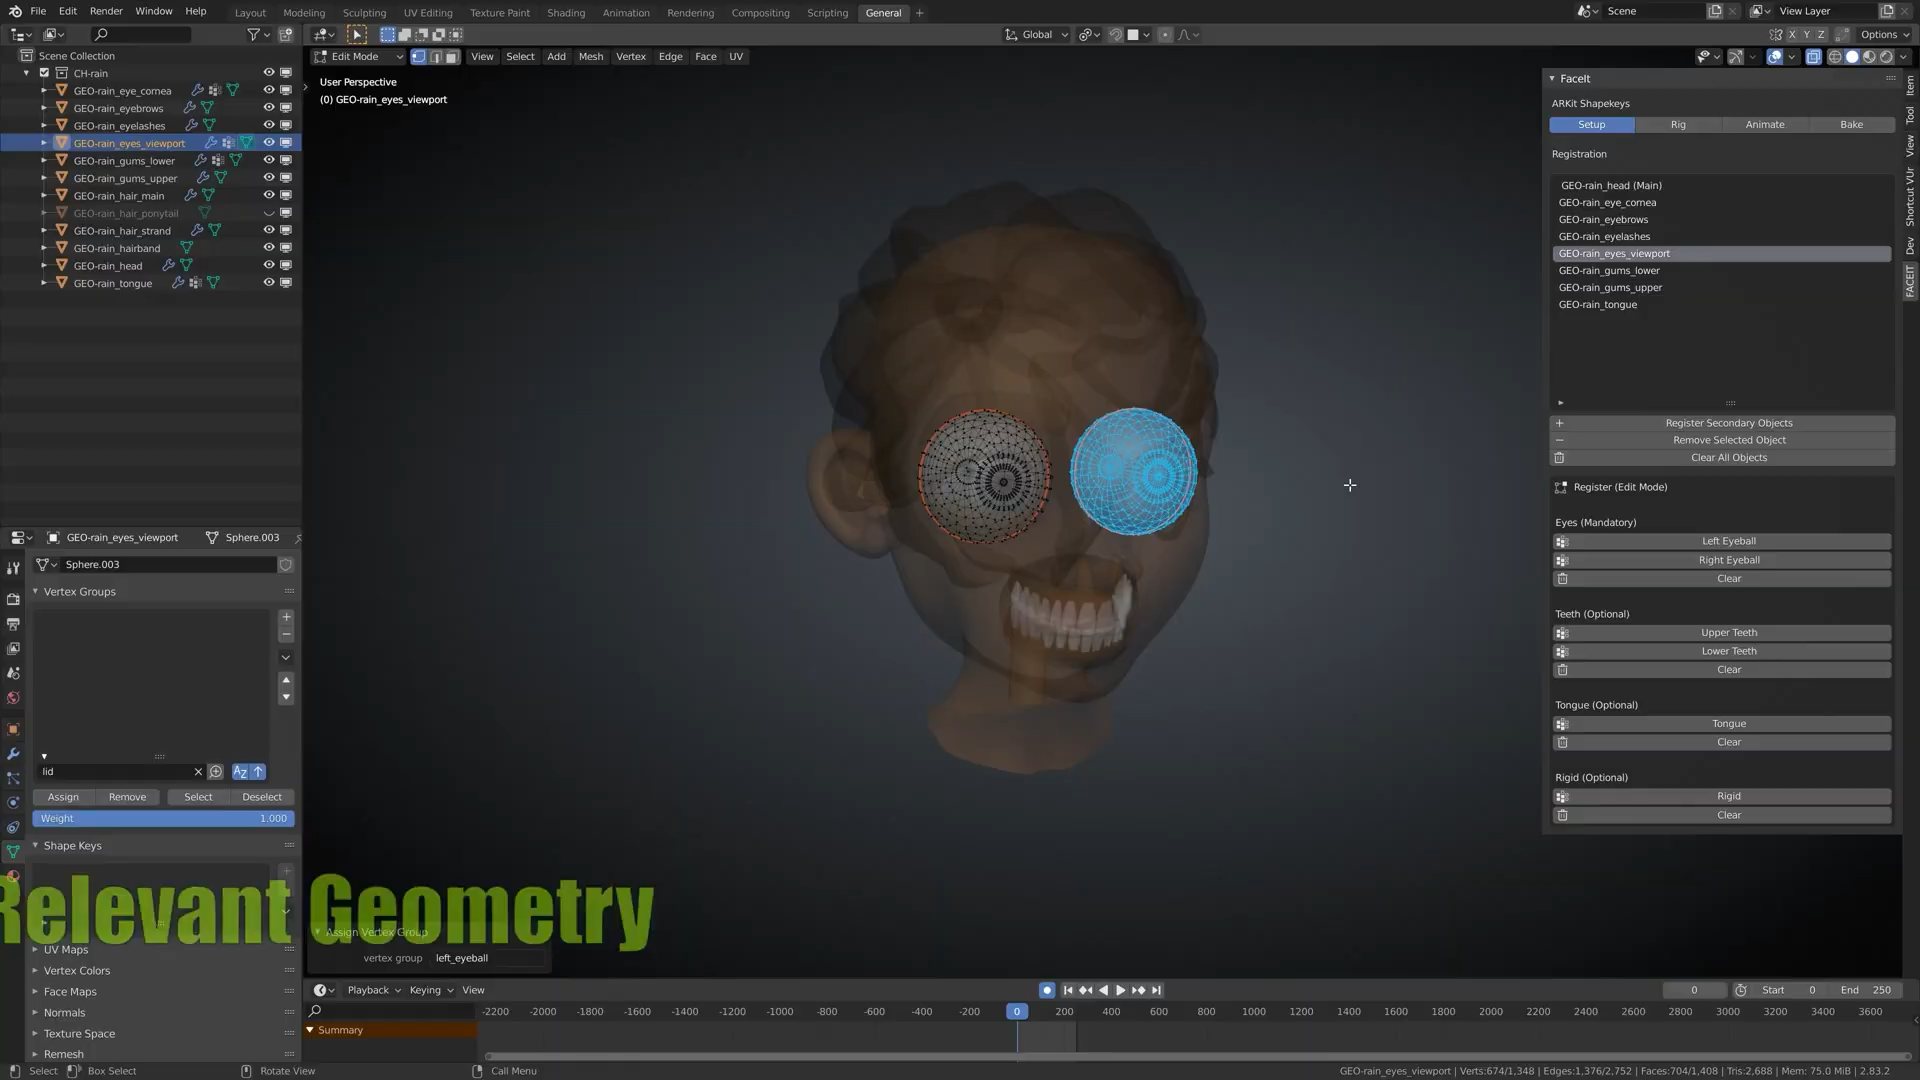 File Edit Render Window Help Layout Modeling Sculpting UV Editing Texture Paint Shading Animation Rendering Compositing Scripting General + Scene View Layer
Global X Y Z Options
Edit Mode View Select Add Mesh Vertex Edge Face UV
Scene Collection
CH-rain
GEO-rain_eye_cornea
GEO-rain_eyebrows
GEO-rain_eyelashes
GEO-rain_eyes_viewport
GEO-rain_gums_lower
GEO-rain_gums_upper
GEO-rain_hair_main
GEO-rain_hair_ponytail
GEO-rain_hair_strand
GEO-rain_hairband
GEO-rain_head
GEO-rain_tongue
User Perspective
(0) GEO-rain_eyes_viewport
FaceIt
ARKit Shapekeys
Setup Rig Animate Bake
Registration
GEO-rain_head (Main)
GEO-rain_eye_cornea
GEO-rain_eyebrows
GEO-rain_eyelashes
GEO-rain_eyes_viewport
GEO-rain_gums_lower
GEO-rain_gums_upper
GEO-rain_tongue
Register Secondary Objects
Remove Selected Object
Clear All Objects
Register (Edit Mode)
Eyes (Mandatory)
Left Eyeball
Right Eyeball
Clear
Teeth (Optional)
Upper Teeth
Lower Teeth
Clear
Tongue (Optional)
Tongue
Clear
Rigid (Optional)
Rigid
Clear
Item
Tool
View
Shortcut VUr
Dev
FACEIT
GEO-rain_eyes_viewport Sphere.003
Sphere.003
Vertex Groups
lid
Assign Remove Select Deselect
Weight 1.000
Shape Keys
Relevant Geometry
UV Maps
Vertex Colors
Face Maps
Normals
Texture Space
Remesh
Assign Vertex Group
vertex group left_eyeball
Playback Keying View 0 Start 0 End 250
-2200 -2000 -1800 -1600 -1400 -1200 -1000 -800 -600 -400 -200 0 200 400 600 800 1000 1200 1400 1600 1800 2000 2200 2400 2600 2800 3000 3200 3400 3600
Summary
Select Box Select Rotate View Call Menu GEO-rain_eyes_viewport | Verts:674/1,348 | Edges:1,376/2,752 | Faces:704/1,408 | Tris:2,688 | Mem: 75.0 MiB | 2.83.2